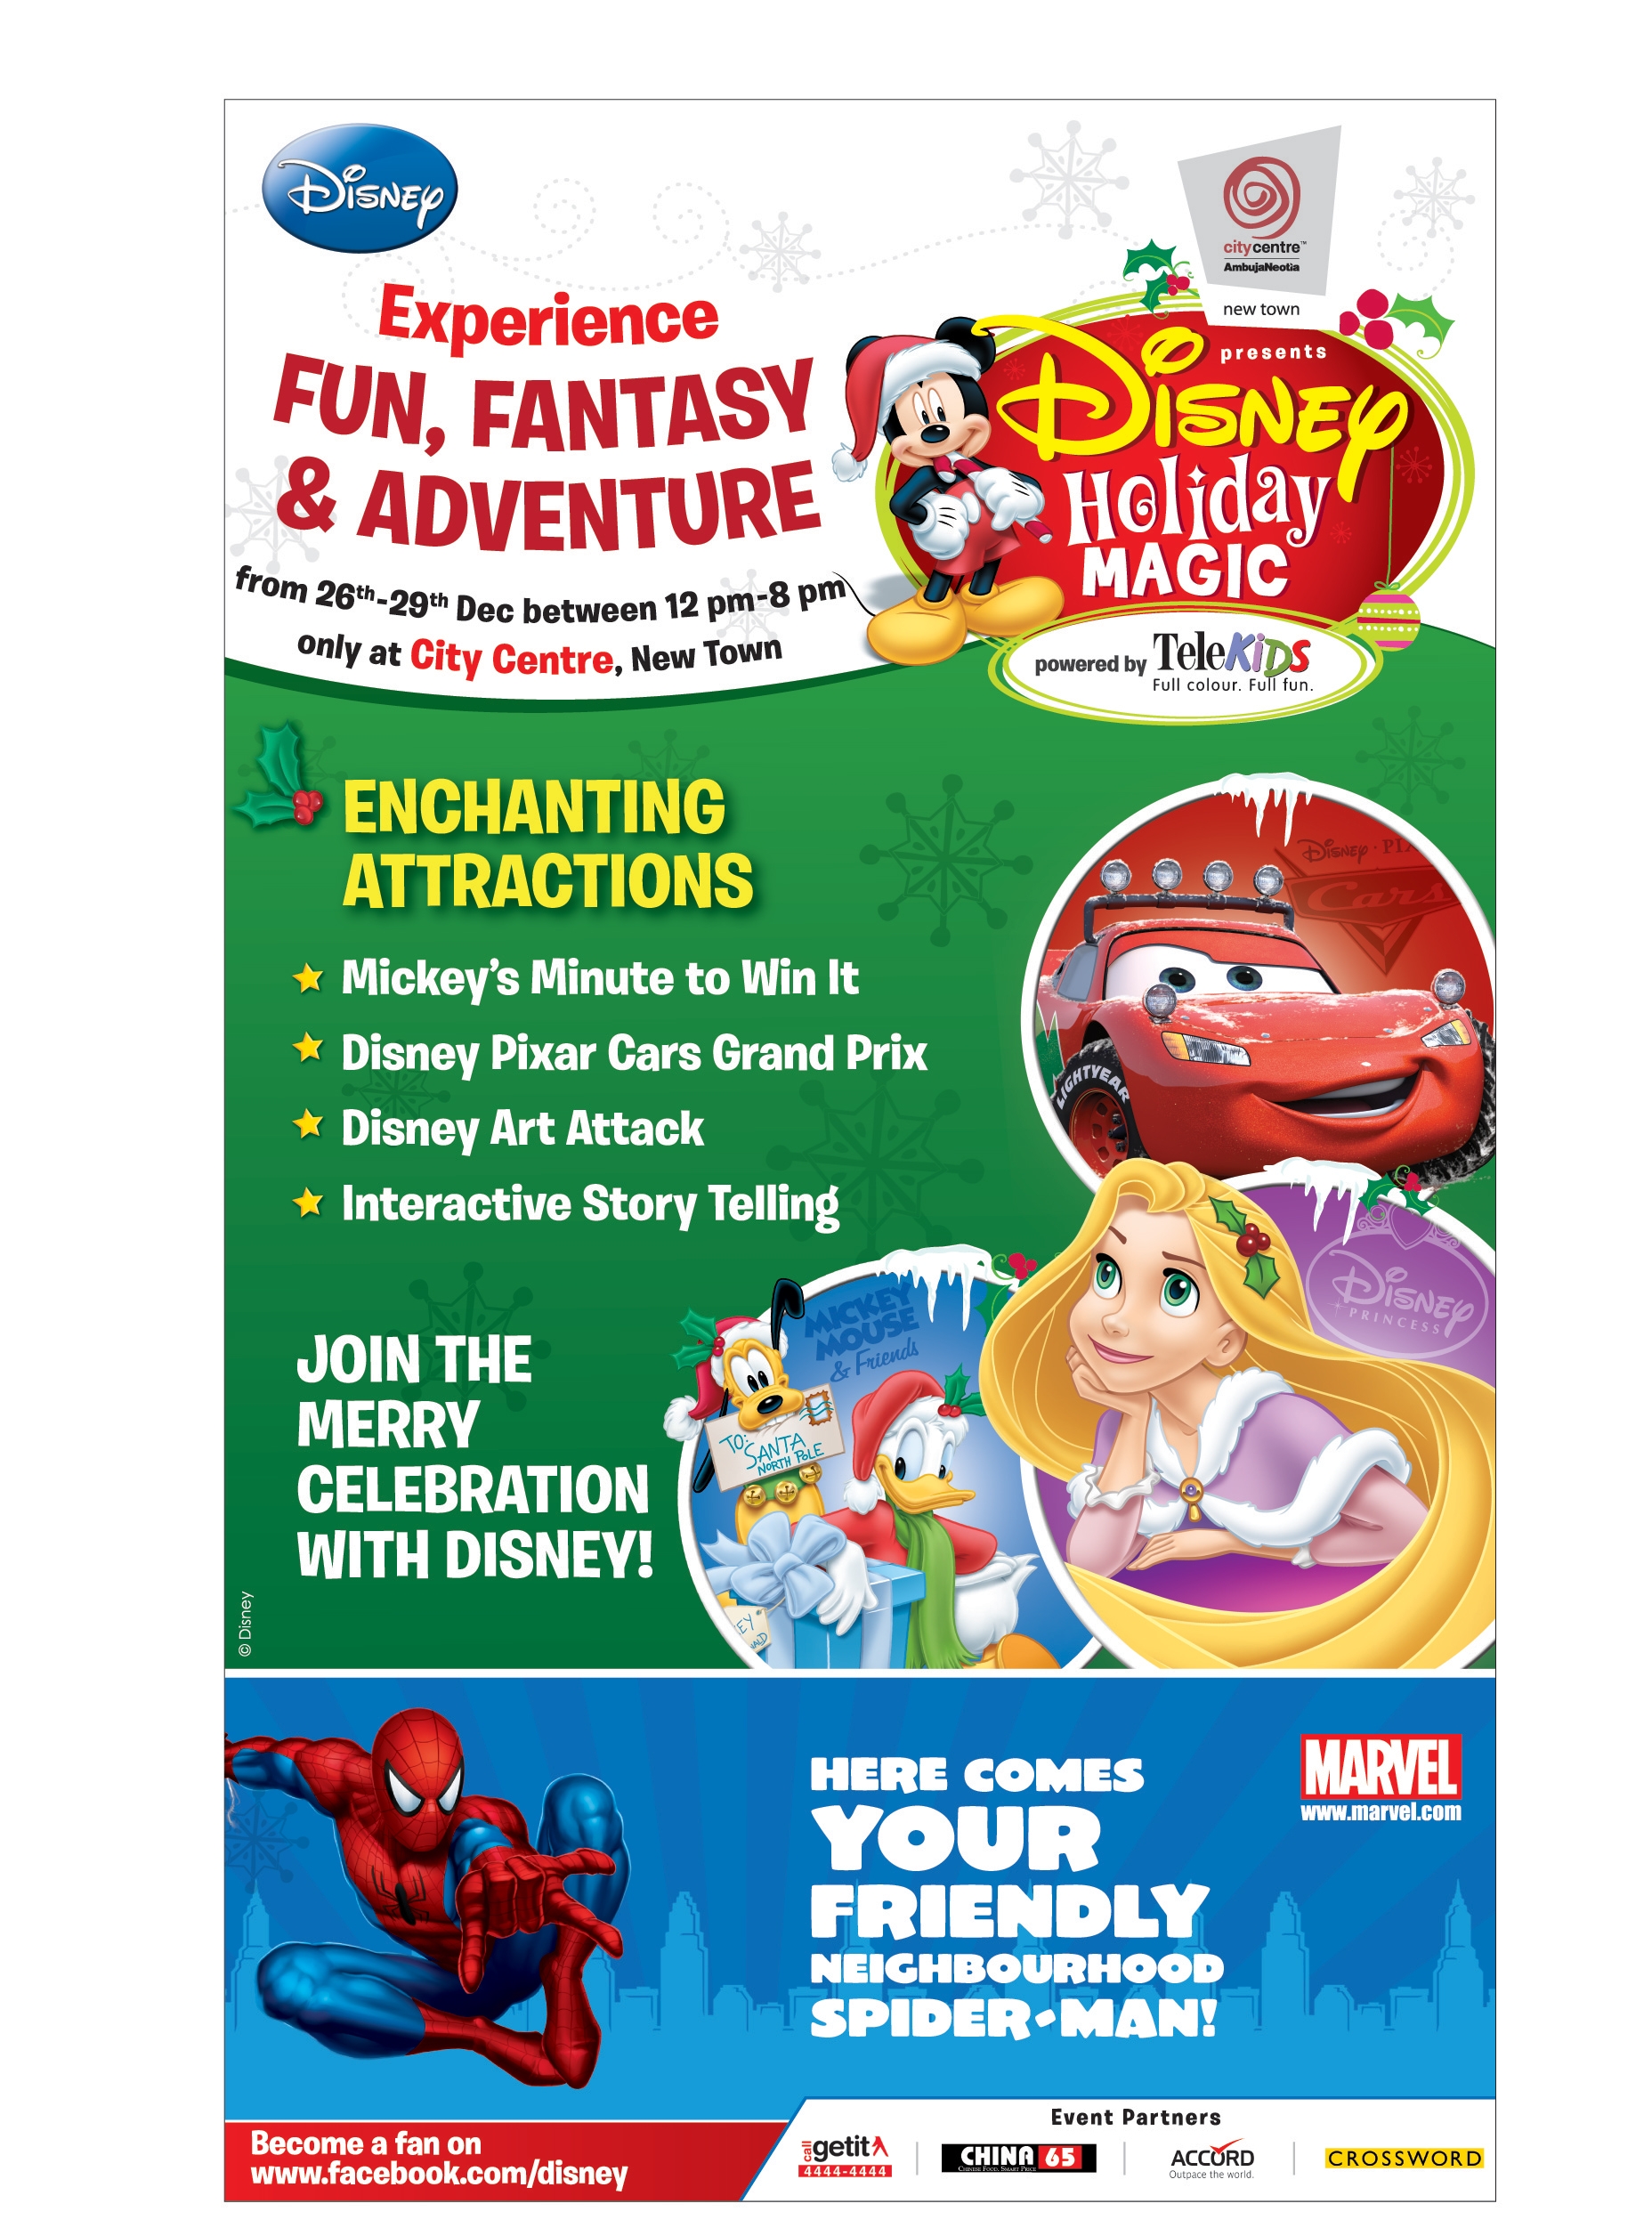 Disney
citycentre™
AmbujaNeotia
new town
presents
Experience
FUN, FANTASY
& ADVENTURE
from 26th-29th Dec between 12 pm-8 pm
only at City Centre, New Town
Disney
Holiday
MAGIC
powered by TeleKiDS
Full colour. Full fun.
ENCHANTING
ATTRACTIONS
Mickey's Minute to Win It
Disney Pixar Cars Grand Prix
Disney Art Attack
Interactive Story Telling
Disney · PIX
Cars
LIGHTYEAR
Disney
PRINCESS
MICKEY
MOUSE
& Friends
TO:
SANTA
NORTH POLE
JOIN THE
MERRY
CELEBRATION
WITH DISNEY!
© Disney
HERE COMES
YOUR
FRIENDLY
NEIGHBOURHOOD
SPIDER-MAN!
MARVEL
www.marvel.com
Become a fan on
www.facebook.com/disney
Event Partners
call getit
4444-4444
CHINA 65
CHINESE FOOD. SMART PRICE
ACCORD
Outpace the world.
CROSSWORD